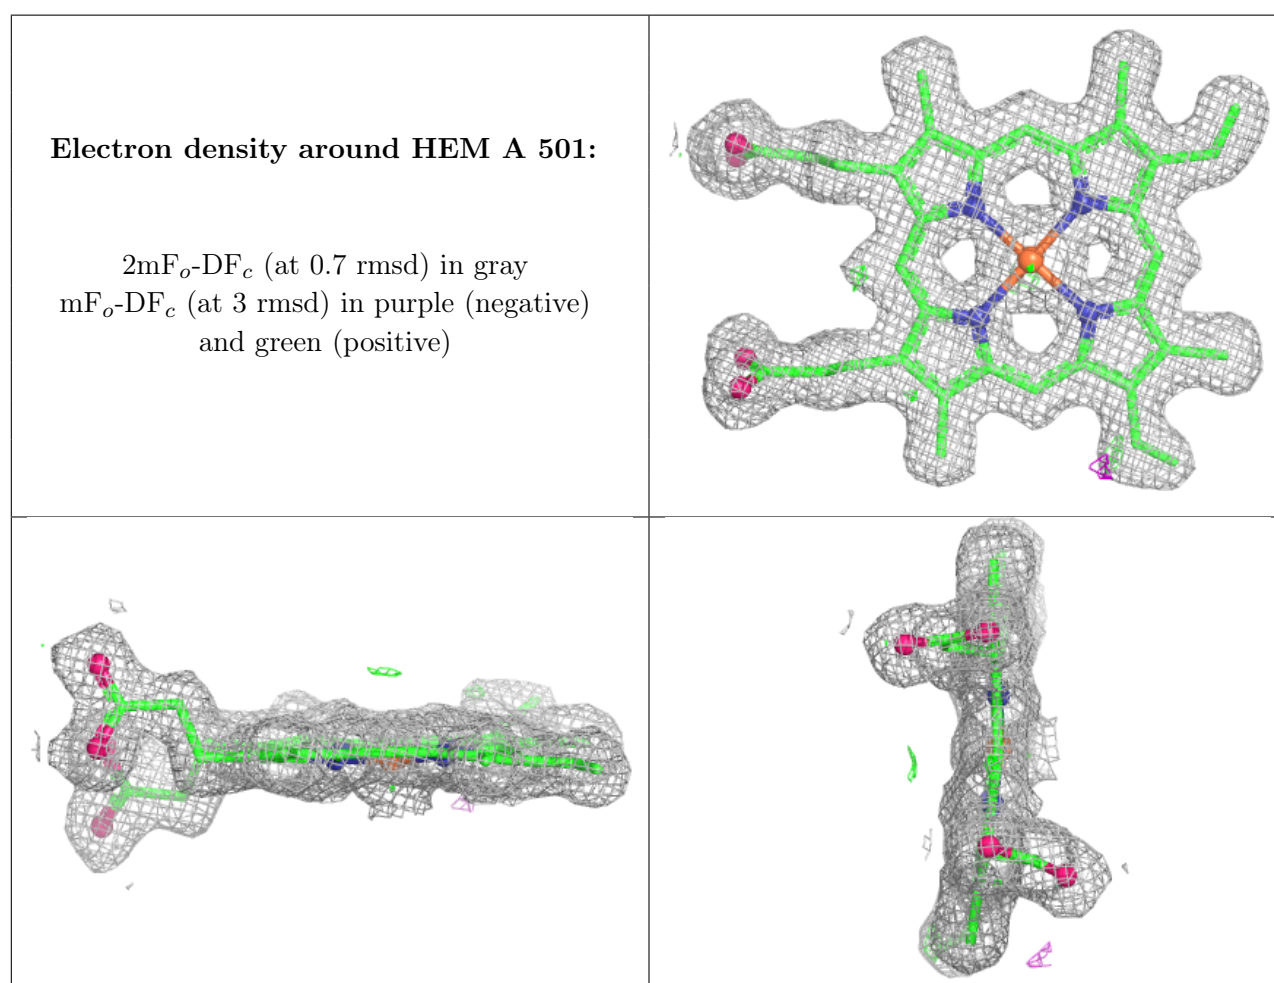 Electron density around HEM A 501:
2mFo-DFc (at 0.7 rmsd) in gray
mFo-DFc (at 3 rmsd) in purple (negative)
and green (positive)